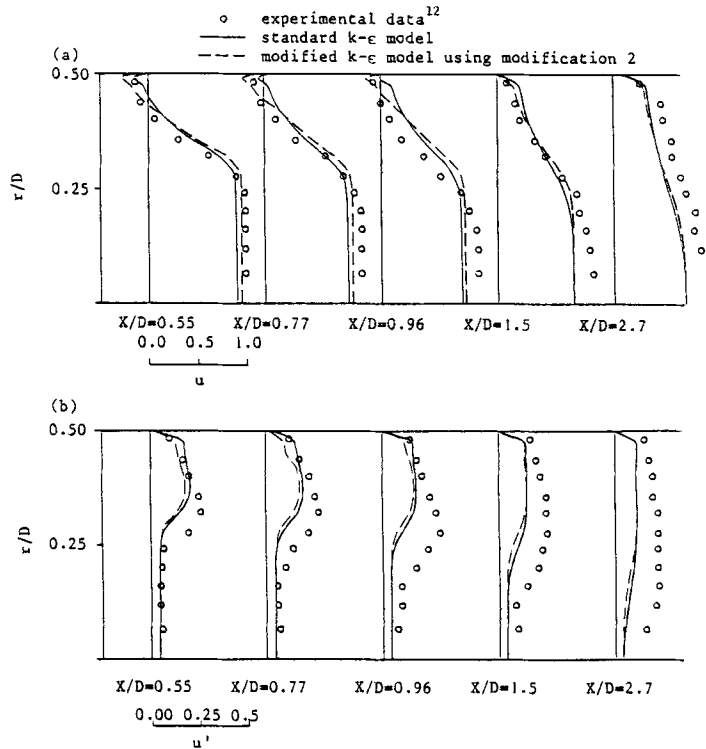 experimental data12
standard k-ε model
modified k-ε model using modification 2
(a)
0.50
0.25
r/D
X/D=0.55 X/D=0.77 X/D=0.96 X/D=1.5 X/D=2.7
0.0 0.5 1.0
u
(b)
0.50
0.25
r/D
X/D=0.55 X/D=0.77 X/D=0.96 X/D=1.5 X/D=2.7
0.00 0.25 0.5
u'